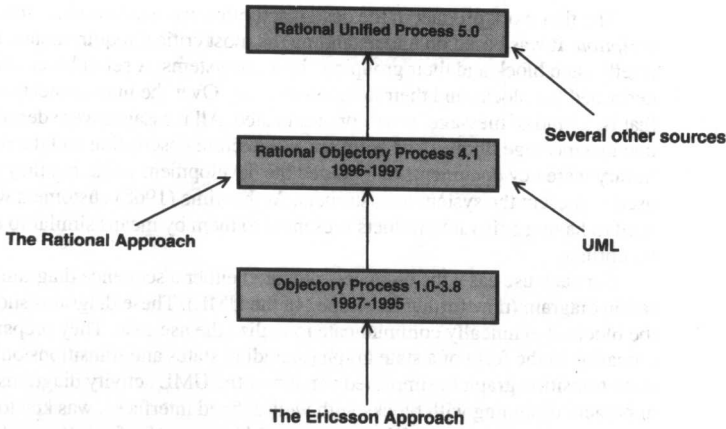 Rational Unified Process 5.0
Several other sources
Rational Objectory Process 4.1
1996-1997
The Rational Approach
UML
Objectory Process 1.0-3.8
1987-1995
The Ericsson Approach